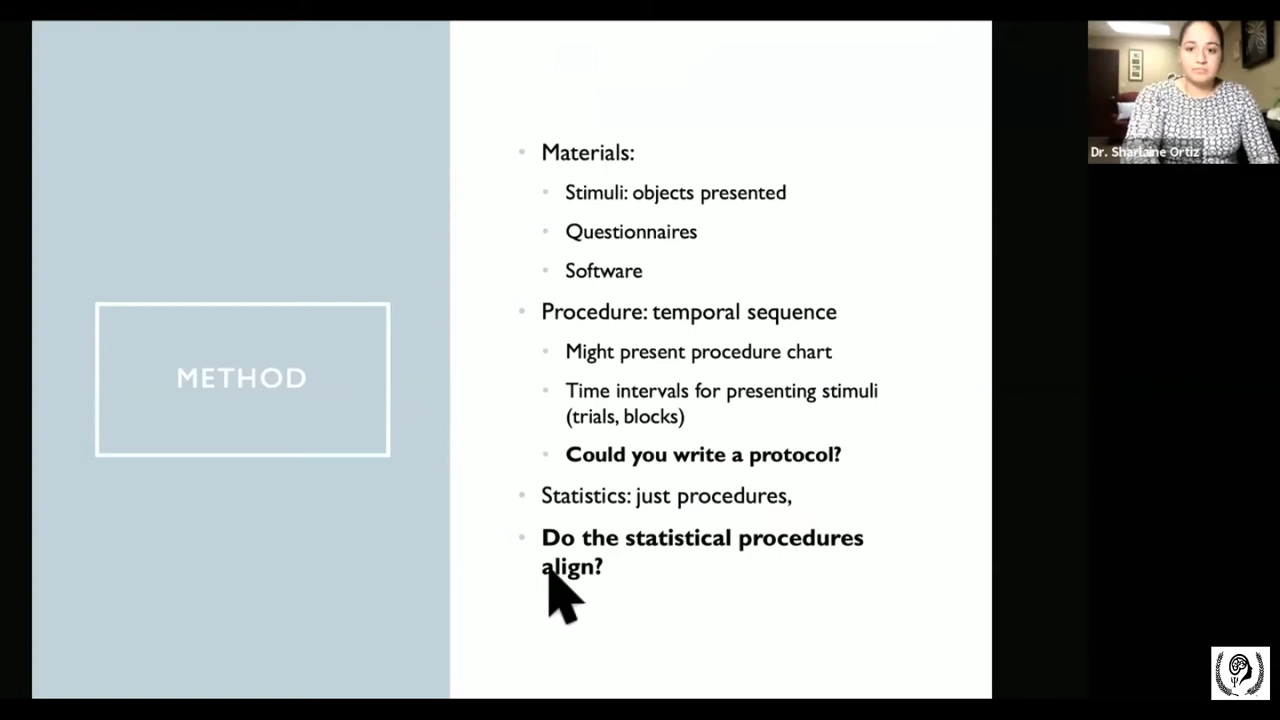 METHOD
Materials:
Stimuli: objects presented
Questionnaires
Software
Procedure: temporal sequence
Might present procedure chart
Time intervals for presenting stimuli
(trials, blocks)
Could you write a protocol?
Statistics: just procedures,
Do the statistical procedures
align?
Dr. Sharlaine Ortiz
Ψ